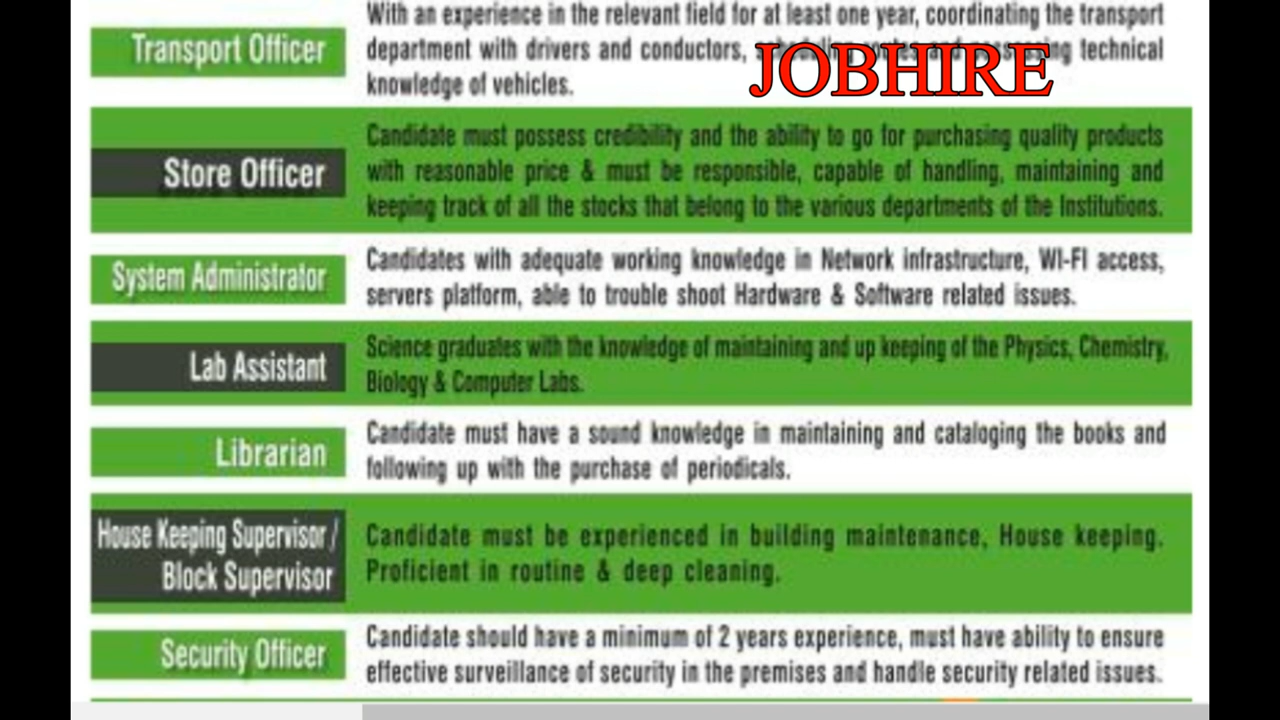 With an experience in the relevant field for at least one year, coordinating the transport
Transport Officer
department with drivers and conductors, technical
JOBHIRE
knowledge of vehicles.
Candidate must possess credibility and the ability to go for purchasing quality products
Store Officer
with reasonable price & must be responsible, capable of handling, maintaining and
keeping track of all the stocks that belong to the various departments of the Institutions.
System Administrator
Candidates with adequate working knowledge in Network infrastructure, WI-FI access,
servers platform, able to trouble shoot Hardware & Software related issues.
Lab Assistant
Science graduates with the knowledge of maintaining and up keeping of the Physics, Chemistry,
Biology & Computer Labs.
Librarian
Candidate must have a sound knowledge in maintaining and cataloging the books and
following up with the purchase of periodicals.
House Keeping Supervisor /
Block Supervisor
Candidate must be experienced in building maintenance, House keeping.
Proficient in routine & deep cleaning.
Security Officer
Candidate should have a minimum of 2 years experience, must have ability to ensure
effective surveillance of security in the premises and handle security related issues.